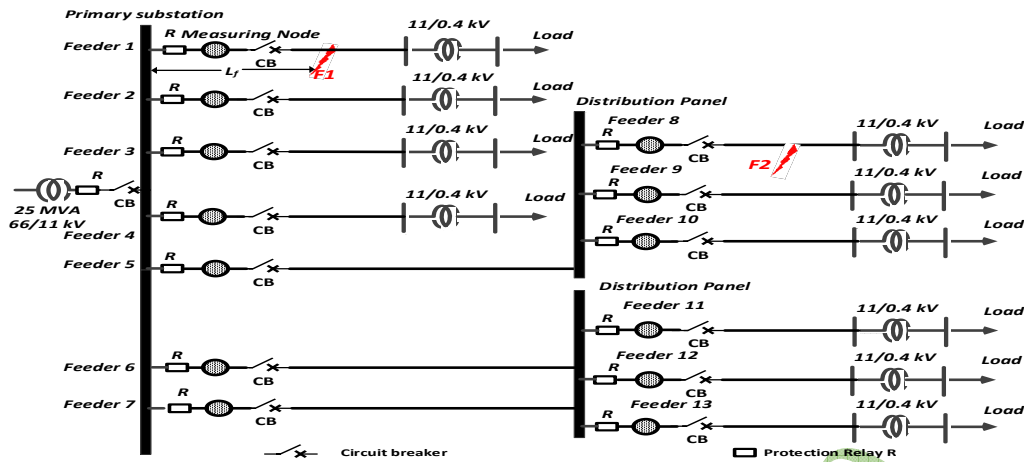 Primary substation
Feeder 1
R
Measuring Node
CB
Lf
F1
11/0.4 kV
Load
Feeder 2
R
CB
11/0.4 kV
Load
Feeder 3
R
CB
11/0.4 kV
Load
R
CB
25 MVA
66/11 kV
Feeder 4
R
CB
11/0.4 kV
Load
Feeder 5
R
CB
Feeder 6
R
CB
Feeder 7
R
CB
Distribution Panel
Feeder 8
R
CB
F2
11/0.4 kV
Load
Feeder 9
R
CB
11/0.4 kV
Load
Feeder 10
R
CB
11/0.4 kV
Load
Distribution Panel
Feeder 11
R
CB
11/0.4 kV
Load
Feeder 12
R
CB
11/0.4 kV
Load
Feeder 13
R
CB
11/0.4 kV
Load
Circuit breaker
Protection Relay R